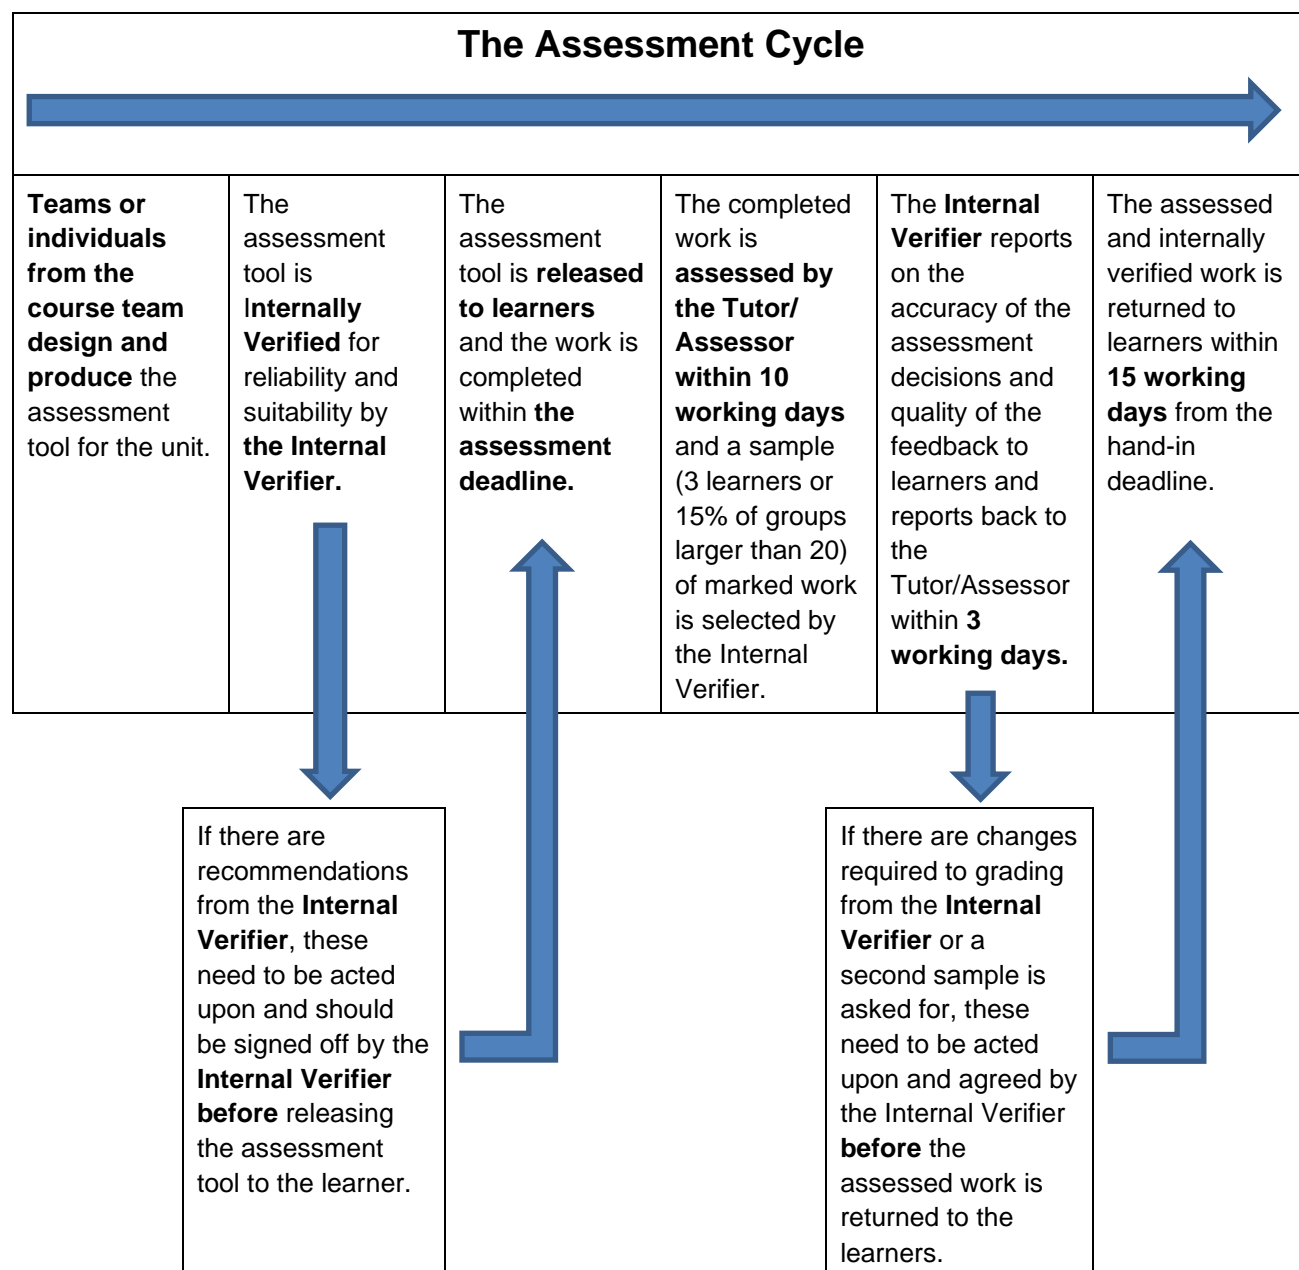 The Assessment Cycle
Teams or
individuals
from the
course team
design and
produce the
assessment
tool for the unit.
The
assessment
tool is
Internally
Verified for
reliability and
suitability by
the Internal
Verifier.
The
assessment
tool is released
to learners
and the work is
completed
within the
assessment
deadline.
The completed
work is
assessed by
the Tutor/
Assessor
within 10
working days
and a sample
(3 learners or
15% of groups
larger than 20)
of marked work
is selected by
the Internal
Verifier.
The Internal
Verifier reports
on the
accuracy of the
assessment
decisions and
quality of the
feedback to
learners and
reports back to
the
Tutor/Assessor
within 3
working days.
The assessed
and internally
verified work is
returned to
learners within
15 working
days from the
hand-in
deadline.
If there are
recommendations
from the Internal
Verifier, these
need to be acted
upon and should
be signed off by the
Internal Verifier
before releasing
the assessment
tool to the learner.
If there are changes
required to grading
from the Internal
Verifier or a
second sample is
asked for, these
need to be acted
upon and agreed by
the Internal Verifier
before the
assessed work is
returned to the
learners.